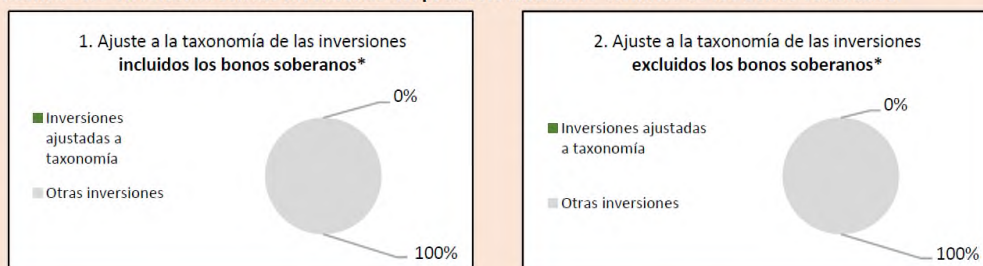 1. Ajuste a la taxonomía de las inversiones
incluidos los bonos soberanos*
0%
Inversiones
ajustadas a
taxonomía
Otras inversiones
100%
2. Ajuste a la taxonomía de las inversiones
excluidos los bonos soberanos*
0%
Inversiones ajustadas
a taxonomía
Otras inversiones
100%